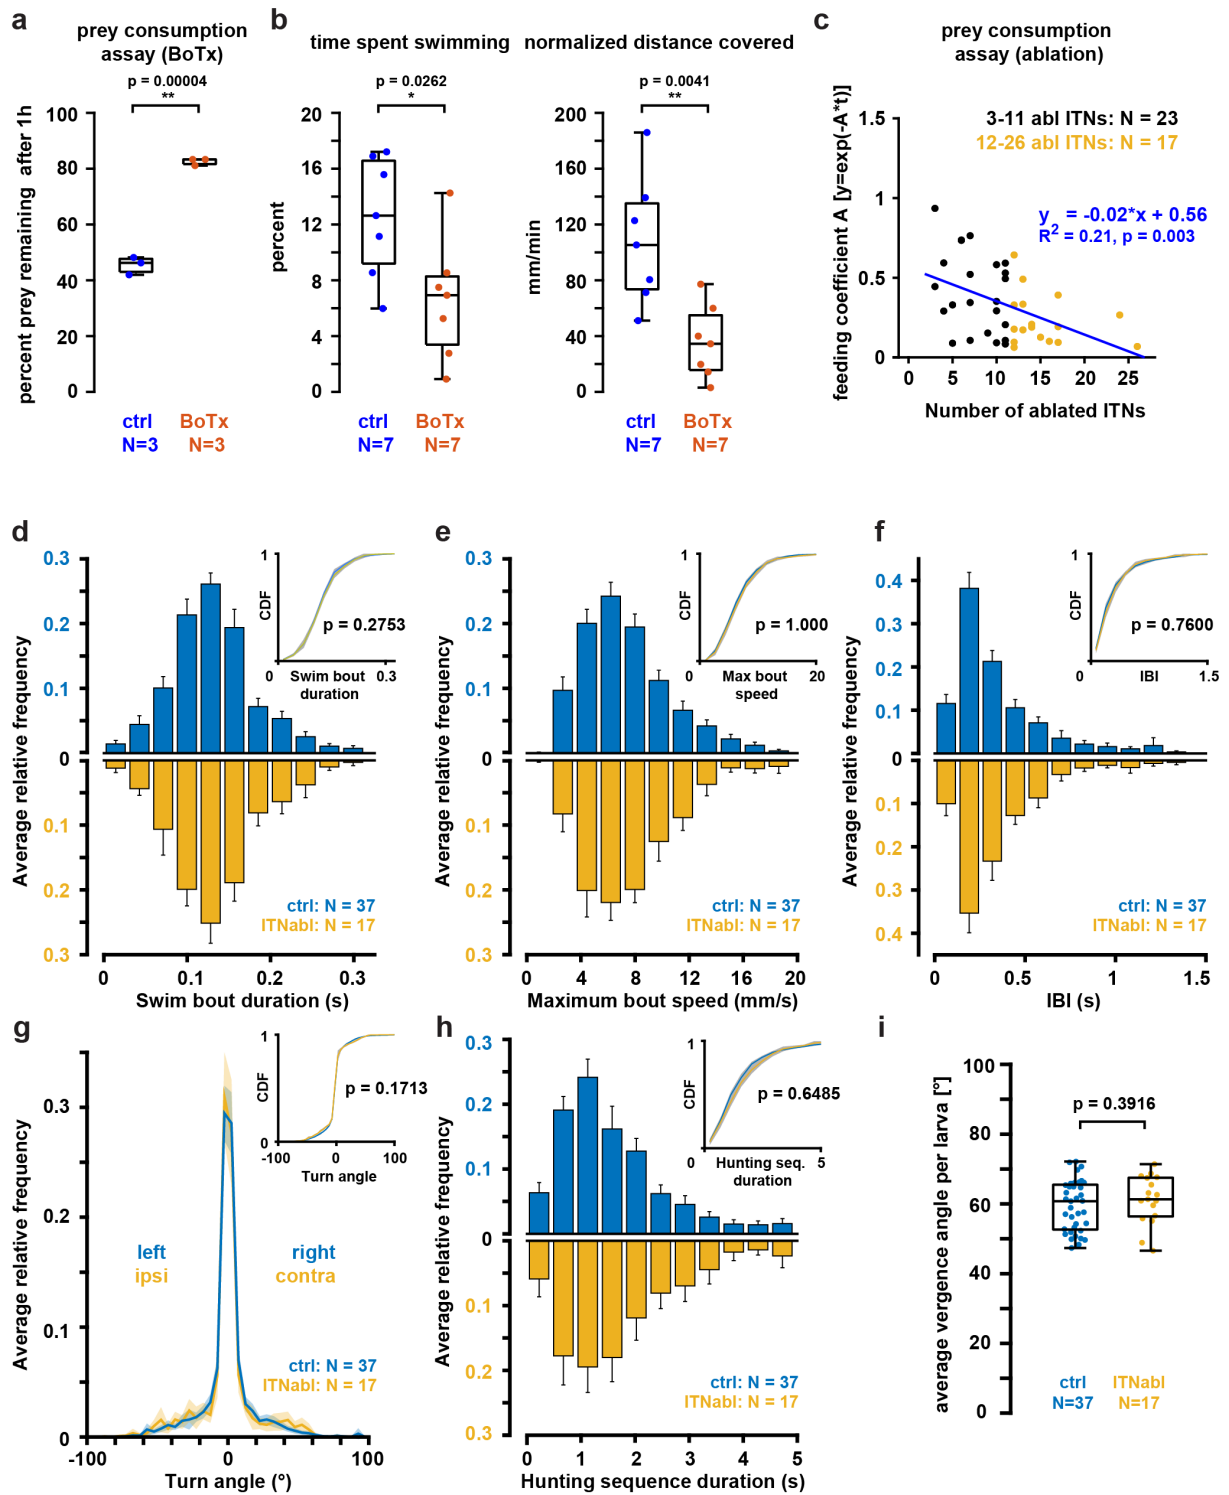 a
prey consumption
assay (BoTx)
p = 0.00004
**
percent prey remaining after 1h
100
80
60
40
20
0
ctrl
N=3
BoTx
N=3
b
time spent swimming
p = 0.0262
*
percent
20
16
12
8
4
0
ctrl
N=7
BoTx
N=7
normalized distance covered
p = 0.0041
**
mm/min
200
160
120
80
40
0
ctrl
N=7
BoTx
N=7
c
prey consumption
assay (ablation)
feeding coefficient A [y=exp(-A*t)]
1.5
1
0.5
0
3-11 abl ITNs: N = 23
12-26 abl ITNs: N = 17
y = -0.02*x + 0.56
R2 = 0.21, p = 0.003
0 5 10 15 20 25
Number of ablated ITNs
d
Average relative frequency
0.3
0.2
0.1
0
0.1
0.2
0.3
1
CDF
p = 0.2753
0 Swim bout 0.3
duration
ctrl: N = 37
ITNabl: N = 17
0 0.1 0.2 0.3
Swim bout duration (s)
e
Average relative frequency
0.3
0.2
0.1
0
0.1
0.2
0.3
1
CDF
p = 1.000
0 Max bout 20
speed
ctrl: N = 37
ITNabl: N = 17
0 4 8 12 16 20
Maximum bout speed (mm/s)
f
Average relative frequency
0.4
0.3
0.2
0.1
0
0.1
0.2
0.3
0.4
1
CDF
p = 0.7600
0 IBI 1.5
ctrl: N = 37
ITNabl: N = 17
0 0.5 1 1.5
IBI (s)
g
Average relative frequency
0.3
0.2
0.1
0
1
CDF
0
p = 0.1713
-100 0 100
Turn angle
left
ipsi
right
contra
ctrl: N = 37
ITNabl: N = 17
-100 0 100
Turn angle (°)
h
Average relative frequency
0.3
0.2
0.1
0
0.1
0.2
0.3
1
CDF
p = 0.6485
0 Hunting seq. 5
duration
ctrl: N = 37
ITNabl: N = 17
0 1 2 3 4 5
Hunting sequence duration (s)
i
average vergence angle per larva [°]
100
80
60
40
20
0
p = 0.3916
ctrl
N=37
ITNabl
N=17